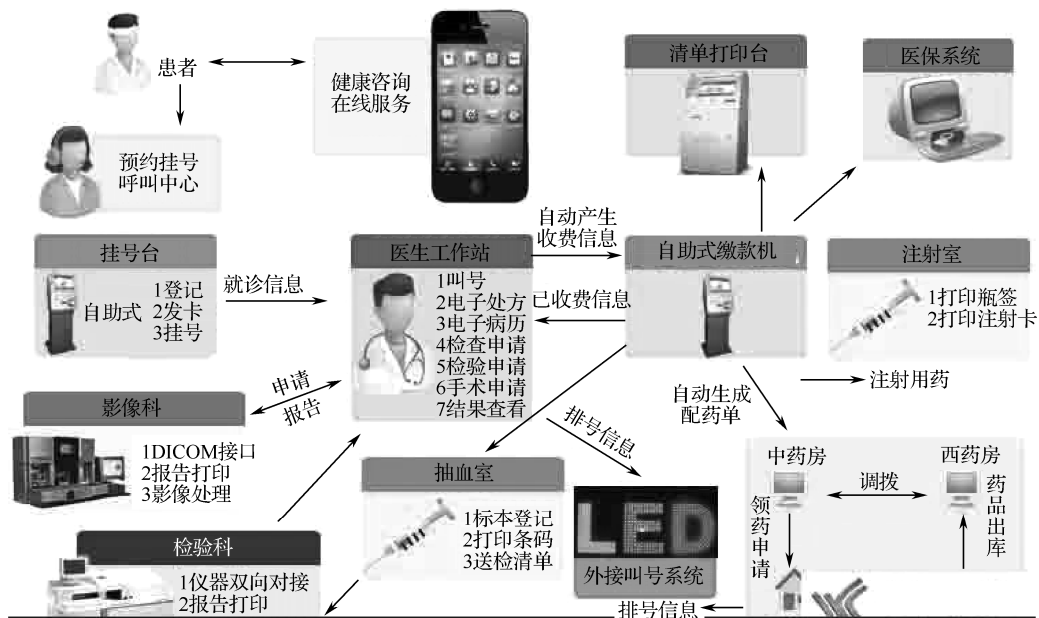 患者
健康咨询
在线服务
清单打印台
医保系统
预约挂号
呼叫中心
挂号台
自助式
1登记
2发卡
3挂号
就诊信息
医生工作站
1叫号
2电子处方
3电子病历
4检查申请
5检验申请
6手术申请
7结果查看
自动产生
收费信息
已收费信息
自助式缴款机
注射室
1打印瓶签
2打印注射卡
注射用药
自动生成
配药单
申请
报告
影像科
1DICOM接口
2报告打印
3影像处理
排号信息
抽血室
1标本登记
2打印条码
3送检清单
LED
外接叫号系统
中药房
西药房
调拨
领药申请
药品出库
检验科
1仪器双向对接
2报告打印
排号信息